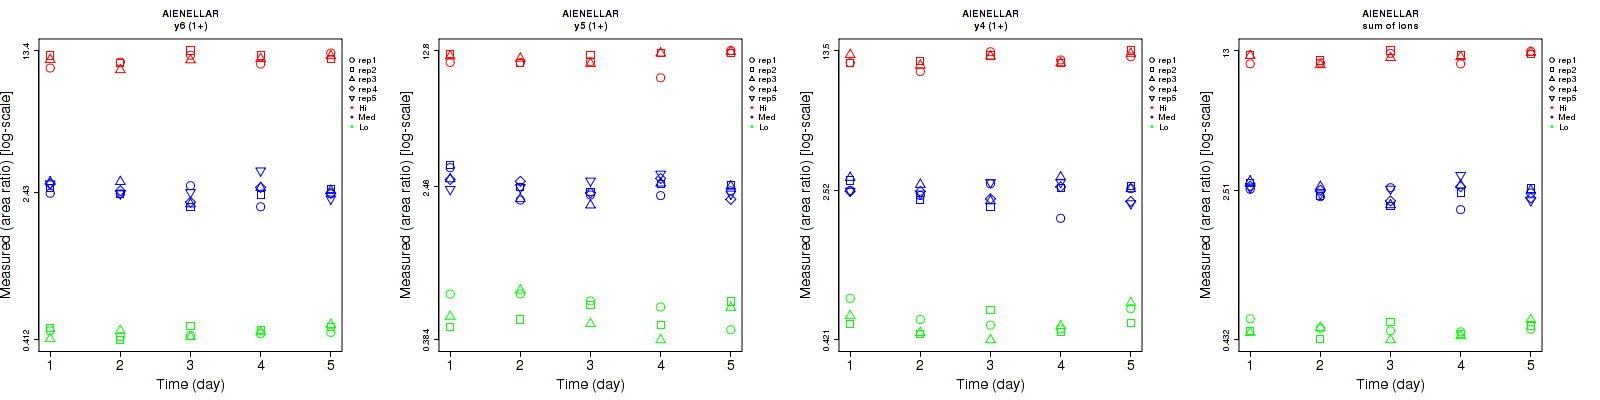 AIENELLAR
y6 (1+)
13.4
2.43
0.412
Measured (area ratio) [log-scale]
1 2 3 4 5
Time (day)
rep1
rep2
rep3
rep4
rep5
Hi
Med
Lo
AIENELLAR
y5 (1+)
12.8
2.46
0.384
Measured (area ratio) [log-scale]
1 2 3 4 5
Time (day)
rep1
rep2
rep3
rep4
rep5
Hi
Med
Lo
AIENELLAR
y4 (1+)
13.5
2.52
0.421
Measured (area ratio) [log-scale]
1 2 3 4 5
Time (day)
rep1
rep2
rep3
rep4
rep5
Hi
Med
Lo
AIENELLAR
sum of ions
13
2.51
0.432
Measured (area ratio) [log-scale]
1 2 3 4 5
Time (day)
rep1
rep2
rep3
rep4
rep5
Hi
Med
Lo